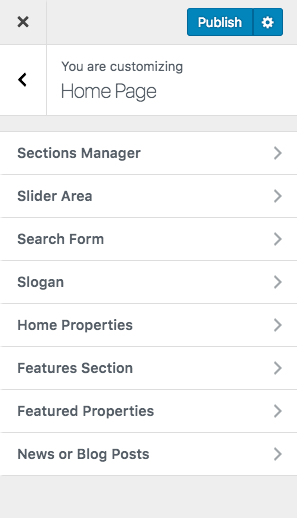 Publish
You are customizing
Home Page
Sections Manager
Slider Area
Search Form
Slogan
Home Properties
Features Section
Featured Properties
News or Blog Posts